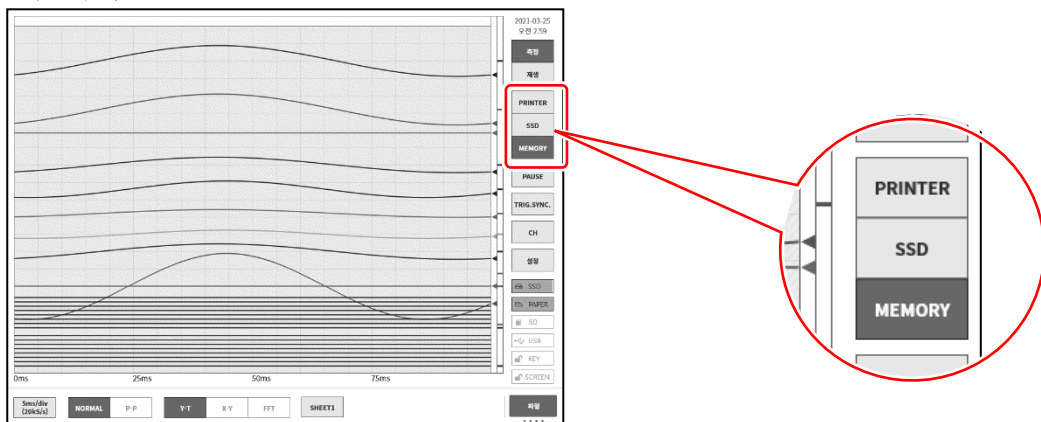 2021-03-25
오전 2:59
측정
재생
PRINTER
SSD
MEMORY
PAUSE
TRIG.SYNC.
CH
설정
SSD
PAPER
SD
USB
KEY
SCREEN
0ms 25ms 50ms 75ms
5ms/div
(20kS/s)
NORMAL P-P Y-T X-Y FFT SHEET1 파형
PRINTER
SSD
MEMORY